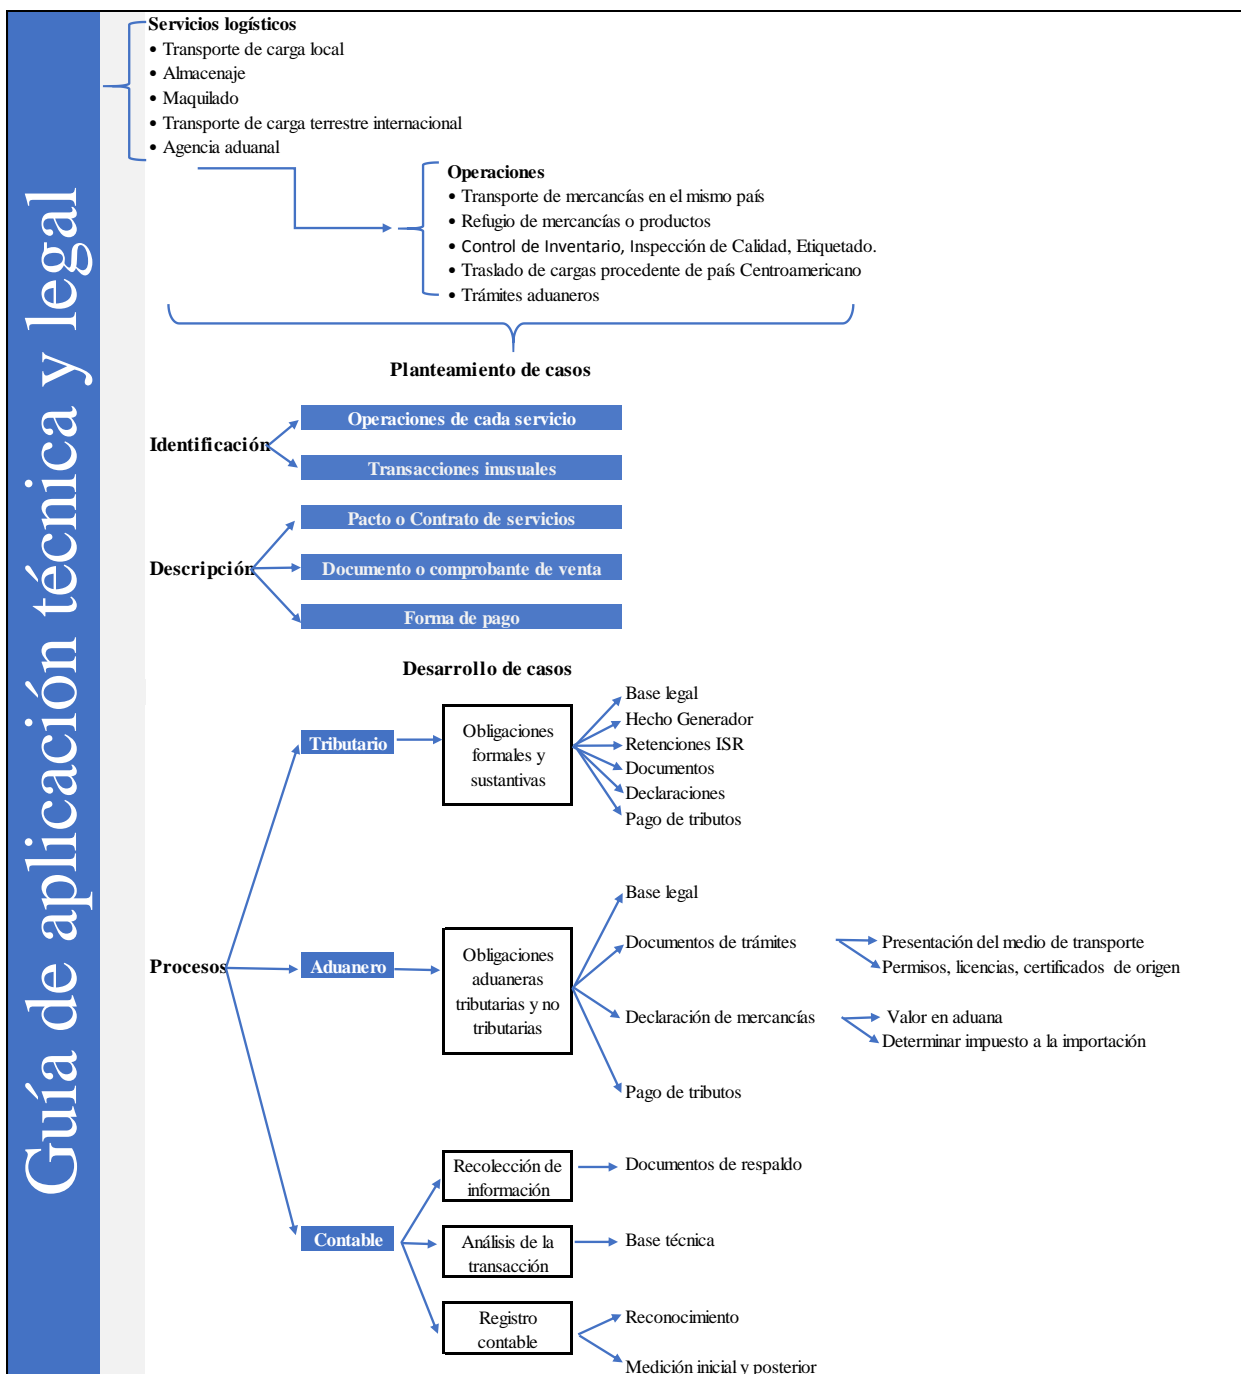 Guía de aplicación técnica y legal
Servicios logísticos
• Transporte de carga local
• Almacenaje
• Maquilado
• Transporte de carga terrestre internacional
• Agencia aduanal
Operaciones
• Transporte de mercancías en el mismo país
• Refugio de mercancías o productos
• Control de Inventario, Inspección de Calidad, Etiquetado.
• Traslado de cargas procedente de país Centroamericano
• Trámites aduaneros
Planteamiento de casos
Identificación
Operaciones de cada servicio
Transacciones inusuales
Descripción
Pacto o Contrato de servicios
Documento o comprobante de venta
Forma de pago
Desarrollo de casos
Procesos
Tributario
Obligaciones
formales y
sustantivas
Base legal
Hecho Generador
Retenciones ISR
Documentos
Declaraciones
Pago de tributos
Aduanero
Obligaciones
aduaneras
tributarias y no
tributarias
Base legal
Documentos de trámites
Presentación del medio de transporte
Permisos, licencias, certificados de origen
Declaración de mercancías
Valor en aduana
Determinar impuesto a la importación
Pago de tributos
Contable
Recolección de
información
Documentos de respaldo
Análisis de la
transacción
Base técnica
Registro
contable
Reconocimiento
Medición inicial y posterior